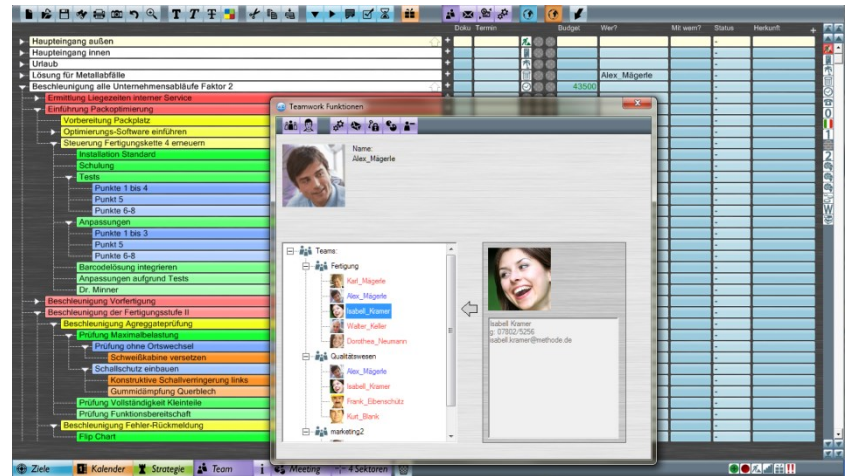 Doku Termin Budget Wer? Mit wem? Status Herkunft
Haupteingang außen
Haupteingang innen
Urlaub
Lösung für Metallabfälle Alex_Mägerle
Beschleunigung alle Unternehmensabläufe Faktor 2 43500
Ermittlung Liegezeiten interner Service
Einführung Packoptimierung
Vorbereitung Packplatz
Optimierungs-Software einführen
Steuerung Fertigungskette 4 erneuern
Installation Standard
Schulung
Tests
Punkte 1 bis 4
Punkt 5
Punkte 6-8
Anpassungen
Punkte 1 bis 3
Punkt 5
Punkte 6-8
Barcodelösung integrieren
Anpassungen aufgrund Tests
Dr. Minner
Beschleunigung Vorfertigung
Beschleunigung der Fertigungsstufe II
Beschleunigung Agreggateprüfung
Prüfung Maximalbelastung
Prüfung ohne Ortswechsel
Schweißkabine versetzen
Schallschutz einbauen
Konstruktive Schallverringerung links
Gummidämpfung Querblech
Prüfung Vollständigkeit Kleinteile
Prüfung Funktionsbereitschaft
Beschleunigung Fehler-Rückmeldung
Flip Chart
Teamwork Funktionen
Name:
Alex_Mägerle
Teams:
Fertigung
Karl_Mägerle
Alex_Mägerle
Isabell_Kramer
Walter_Keller
Dorothea_Neumann
Qualitätswesen
Alex_Mägerle
Isabell_Kramer
Frank_Ebenschütz
Kurt_Blank
marketing2
Isabell Kramer
g: 07802/5256
isabell.kramer@methode.de
Ziele Kalender Strategie Team Meeting 4 Sektoren